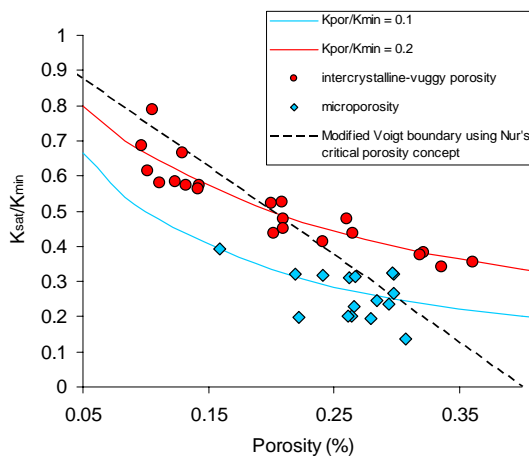 Kpor/Kmin = 0.1
Kpor/Kmin = 0.2
intercrystalline-vuggy porosity
microporosity
Modified Voigt boundary using Nur's
critical porosity concept
Ksat/Kmin
1
0.9
0.8
0.7
0.6
0.5
0.4
0.3
0.2
0.1
0
0.05 0.15 0.25 0.35
Porosity (%)